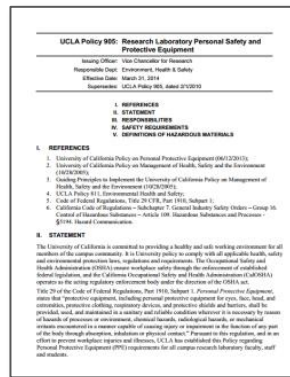 UCLA Policy 905: Research Laboratory Personal Safety and
Protective Equipment
Issuing Officer: Vice Chancellor for Research
Responsible Dept: Environment, Health & Safety
Effective Date: March 31, 2014
Supersedes: UCLA Policy 905, dated 2/1/2010
I. REFERENCES
II. STATEMENT
III. RESPONSIBILITIES
IV. SAFETY REQUIREMENTS
V. DEFINITIONS OF HAZARDOUS MATERIALS
I. REFERENCES
1. University of California Policy on Personal Protective Equipment (06/12/2013);
2. University of California Policy on Management of Health, Safety and the Environment
(10/28/2005);
3. Guiding Principles to Implement the University of California Policy on Management of
Health, Safety and the Environment (10/28/2005);
4. UCLA Policy 811, Environmental Health and Safety;
5. Code of Federal Regulations, Title 29 CFR, Part 1910, Subpart I;
6. California Code of Regulations – Subchapter 7. General Industry Safety Orders – Group 16.
Control of Hazardous Substances – Article 109. Hazardous Substances and Processes -
§5194. Hazard Communication.
II. STATEMENT
The University of California is committed to providing a healthy and safe working environment for all
members of the campus community. It is University policy to comply with all applicable health, safety
and environmental protection laws, regulations and requirements. The Occupational Safety and Health
Administration (OSHA) ensure workplace safety through the enforcement of established
federal legislation, and the California Occupational Safety and Health Administration (Cal/OSHA)
operates as the acting regulatory enforcement body under the direction of the OSHA act.
Title 29 of the Code of Federal Regulations, Part 1910, Subpart I, Personal Protective Equipment,
states that "protective equipment, including personal protective equipment for eyes, face, head, and
extremities, protective clothing, respiratory devices, and protective shields and barriers, shall be
provided, used, and maintained in a sanitary and reliable condition wherever it is necessary by reason
of hazards of processes or environment, chemical hazards, radiological hazards, or mechanical
irritants encountered in a manner capable of causing injury or impairment in the function of any part
of the body through absorption, inhalation or physical contact." Pursuant to this regulation, and in an
effort to prevent workplace injuries and illnesses, UCLA has established this Policy regarding
Personal Protective Equipment (PPE) requirements for all campus research laboratory faculty, staff
and students.